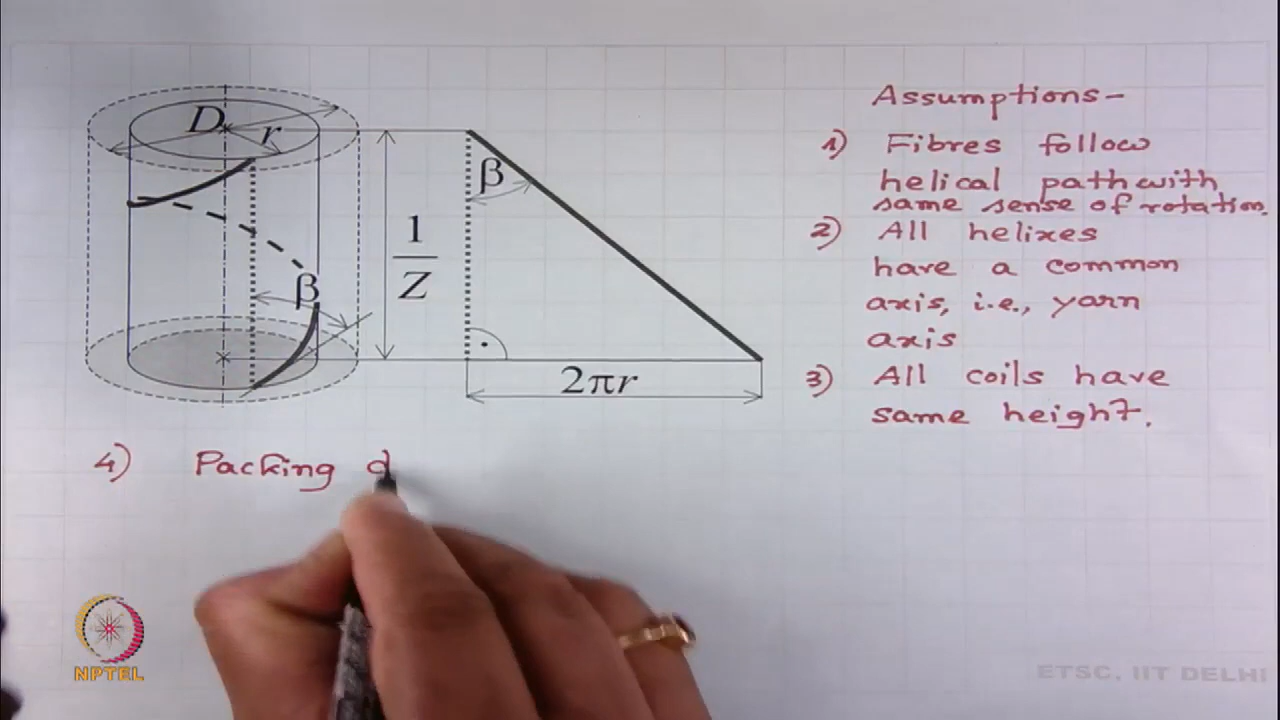 D
r
β
1
Z
β
2πr
Assumptions-
1) Fibres follow
helical path with
same sense of rotation.
2) All helixes
have a common
axis, i.e., yarn
axis
3) All coils have
same height.
4) Packing d
NPTEL
ETSC, IIT DELHI